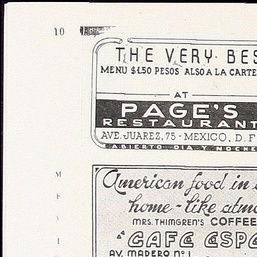 10
THE VERY BES
MENU $1.50 PESOS ALSO A LA CARTE
AT
PAGE'S
RESTAURANT
AVE. JUAREZ, 75 - MEXICO, D. F
ABIERTO DIA Y NOCHE
American food in a
home-like atmo
MRS. THIMGREN'S COFFEE
"CAFE ESP
AV. MADERO Nº 1
M
E
X
I